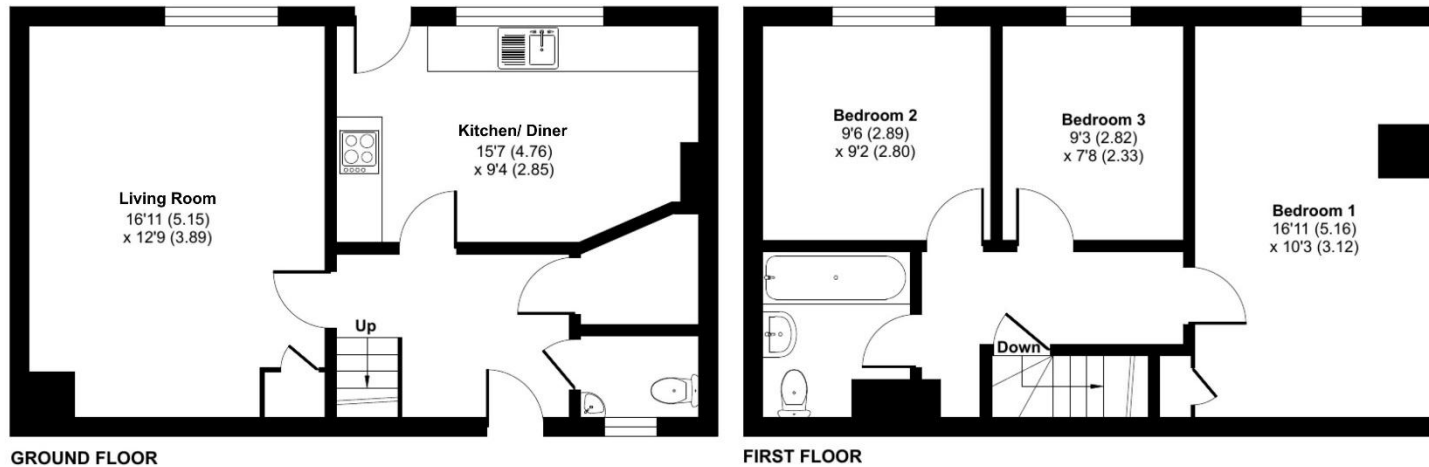 Living Room
16'11 (5.15)
x 12'9 (3.89)
Kitchen/ Diner
15'7 (4.76)
x 9'4 (2.85)
Up
GROUND FLOOR
Bedroom 2
9'6 (2.89)
x 9'2 (2.80)
Bedroom 3
9'3 (2.82)
x 7'8 (2.33)
Bedroom 1
16'11 (5.16)
x 10'3 (3.12)
Down
FIRST FLOOR